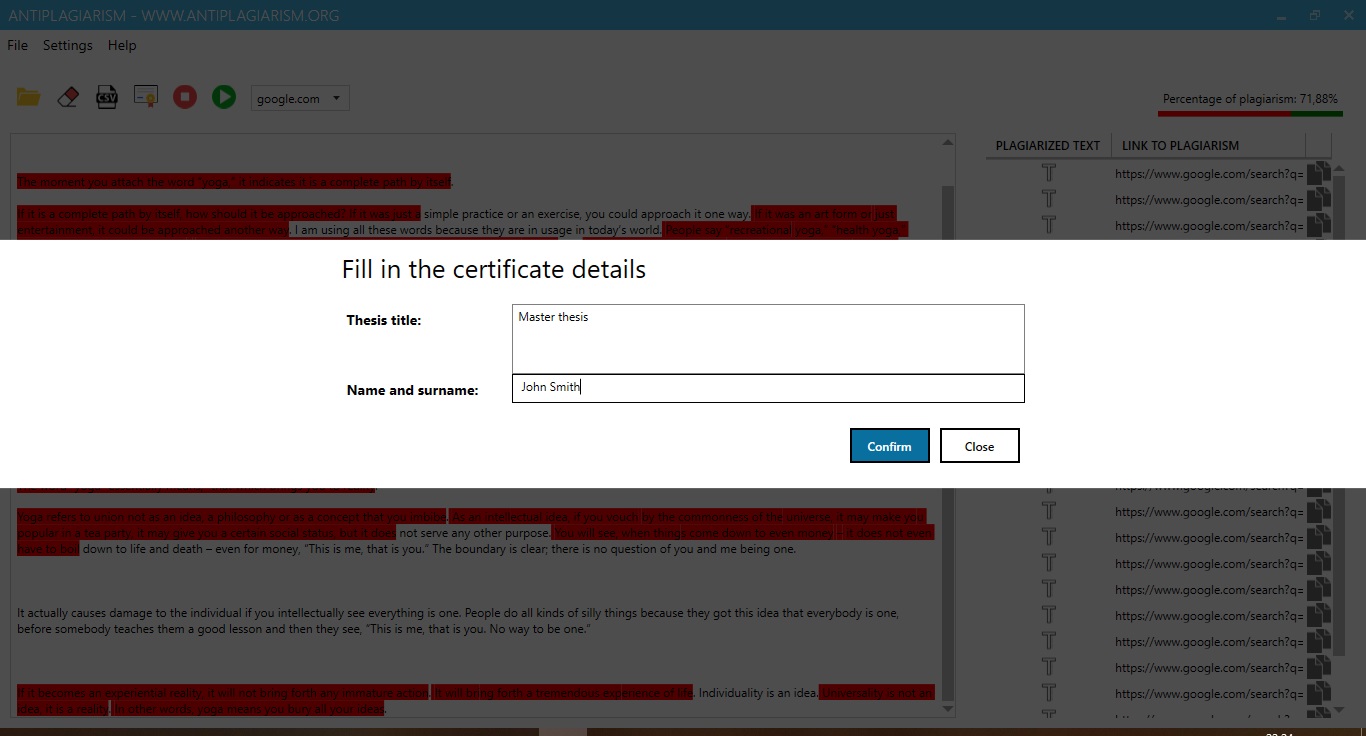 ANTIPLAGIARISM - WWW.ANTIPLAGIARISM.ORG
File Settings Help
CSV
google.com
Percentage of plagiarism: 71,88%
PLAGIARIZED TEXT LINK TO PLAGIARISM
The moment you attach the word "yoga," it indicates it is a complete path by itself.
If it is a complete path by itself, how should it be approached? If it was just a simple practice or an exercise, you could approach it one way. If it was an art form or just
entertainment, it could be approached another way. I am using all these words because they are in usage in today's world. People say "recreational yoga," "health yoga,"
https://www.google.com/search?q=
https://www.google.com/search?q=
https://www.google.com/search?q=
Fill in the certificate details
Thesis title:
Master thesis
Name and surname:
John Smith
Confirm
Close
Yoga refers to union not as an idea, a philosophy or as a concept that you imbibe. As an intellectual idea, if you vouch by the commonness of the universe, it may make you
popular in a tea party, it may give you a certain social status, but it does not serve any other purpose. You will see, when things come down to even money – it does not even
have to boil down to life and death – even for money, "This is me, that is you." The boundary is clear; there is no question of you and me being one.
It actually causes damage to the individual if you intellectually see everything is one. People do all kinds of silly things because they got this idea that everybody is one,
before somebody teaches them a good lesson and then they see, "This is me, that is you. No way to be one."
If it becomes an experiential reality, it will not bring forth any immature action. It will bring forth a tremendous experience of life. Individuality is an idea. Universality is not an
idea, it is a reality. In other words, yoga means you bury all your ideas.
https://www.google.com/search?q=
https://www.google.com/search?q=
https://www.google.com/search?q=
https://www.google.com/search?q=
https://www.google.com/search?q=
https://www.google.com/search?q=
https://www.google.com/search?q=
https://www.google.com/search?q=
https://www.google.com/search?q=